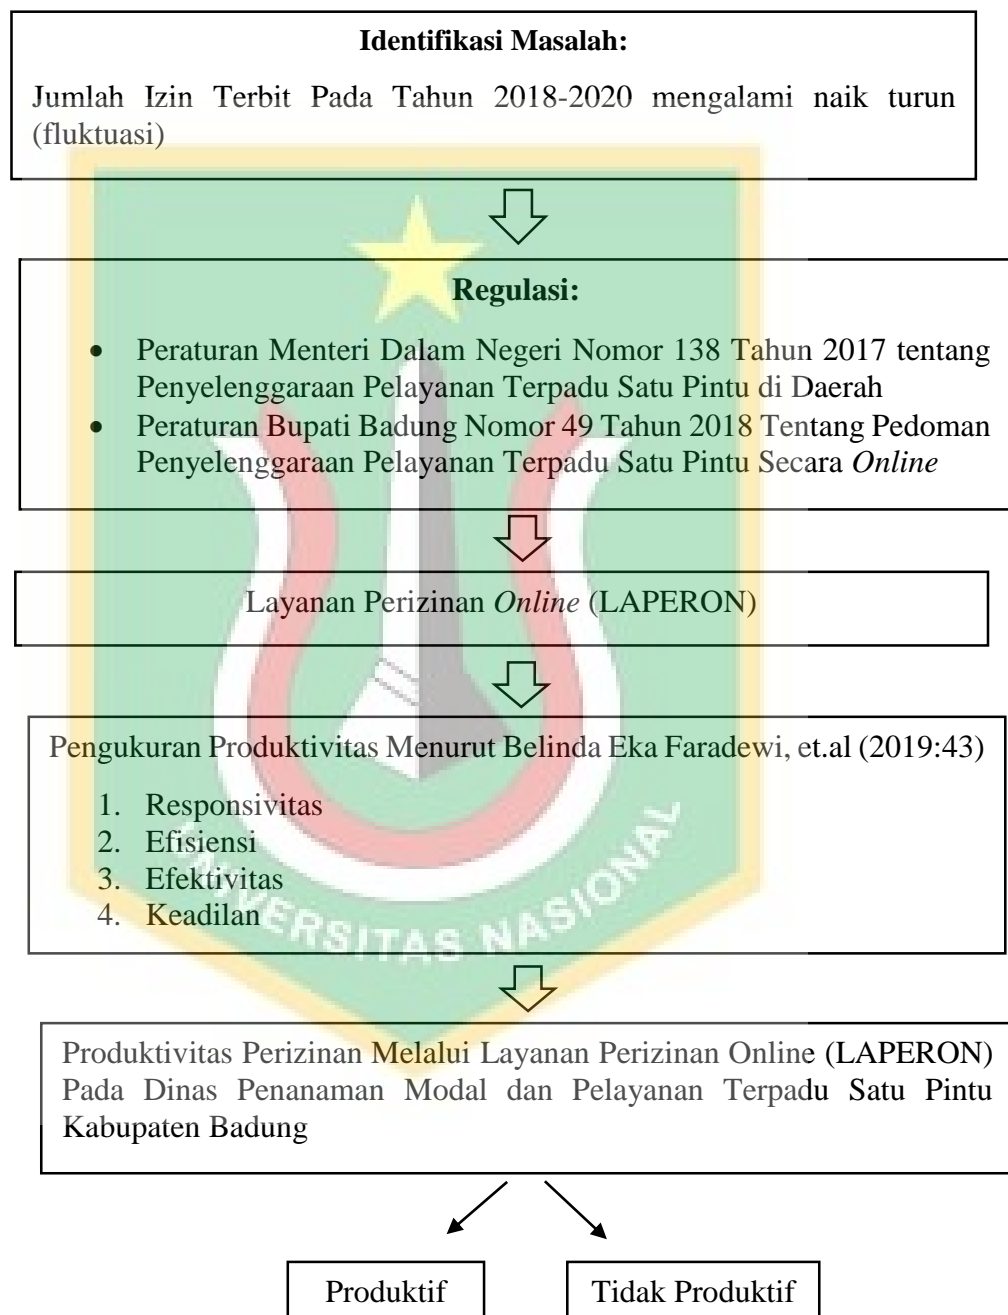 Identifikasi Masalah:
Jumlah Izin Terbit Pada Tahun 2018-2020 mengalami naik turun
(fluktuasi)
Regulasi:
• Peraturan Menteri Dalam Negeri Nomor 138 Tahun 2017 tentang
Penyelenggaraan Pelayanan Terpadu Satu Pintu di Daerah
• Peraturan Bupati Badung Nomor 49 Tahun 2018 Tentang Pedoman
Penyelenggaraan Pelayanan Terpadu Satu Pintu Secara Online
Layanan Perizinan Online (LAPERON)
Pengukuran Produktivitas Menurut Belinda Eka Faradewi, et.al (2019:43)
1. Responsivitas
2. Efisiensi
3. Efektivitas
4. Keadilan
UNIVERSITAS NASIONAL
Produktivitas Perizinan Melalui Layanan Perizinan Online (LAPERON)
Pada Dinas Penanaman Modal dan Pelayanan Terpadu Satu Pintu
Kabupaten Badung
Produktif
Tidak Produktif